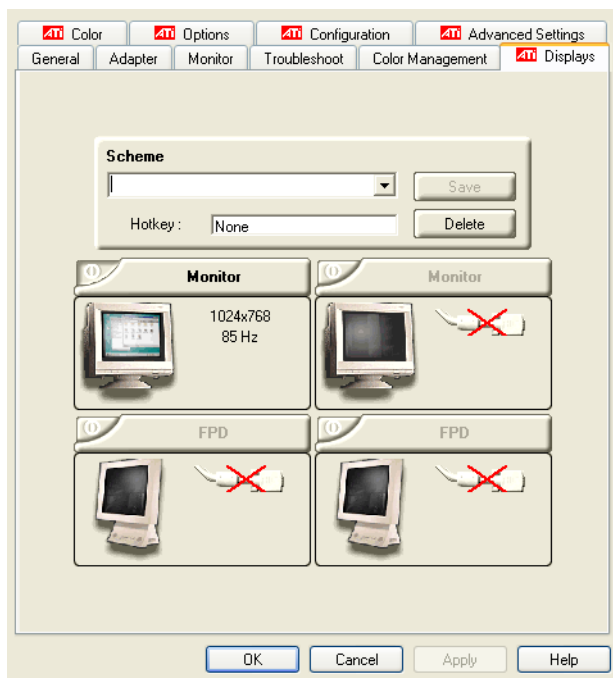 ATI Color ATI Options ATI Configuration ATI Advanced Settings
General Adapter Monitor Troubleshoot Color Management ATI Displays
Scheme
Save
Hotkey: None Delete
Monitor Monitor
1024x768
85 Hz
FPD FPD
OK Cancel Apply Help